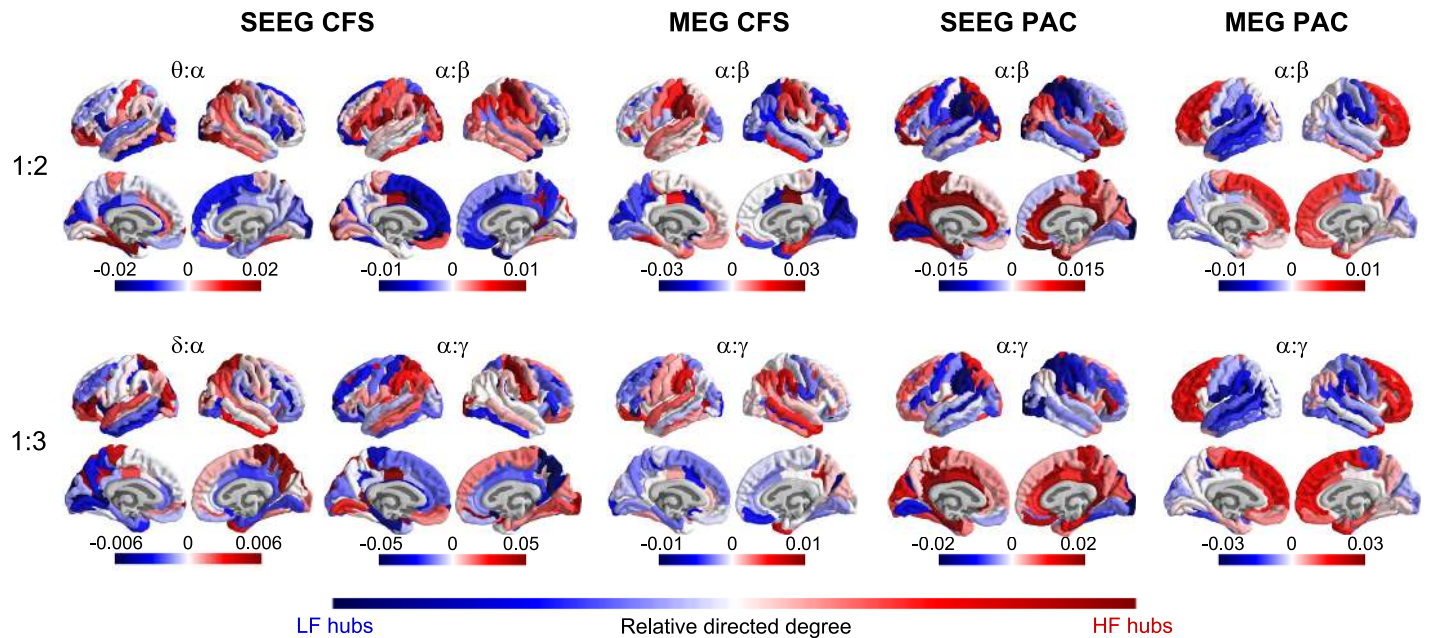 SEEG CFS MEG CFS SEEG PAC MEG PAC
θ:α α:β α:β α:β α:β
1:2
-0.02 0 0.02 -0.01 0 0.01 -0.03 0 0.03 -0.015 0 0.015 -0.01 0 0.01
δ:α α:γ α:γ α:γ α:γ
1:3
-0.006 0 0.006 -0.05 0 0.05 -0.01 0 0.01 -0.02 0 0.02 -0.03 0 0.03
LF hubs Relative directed degree HF hubs